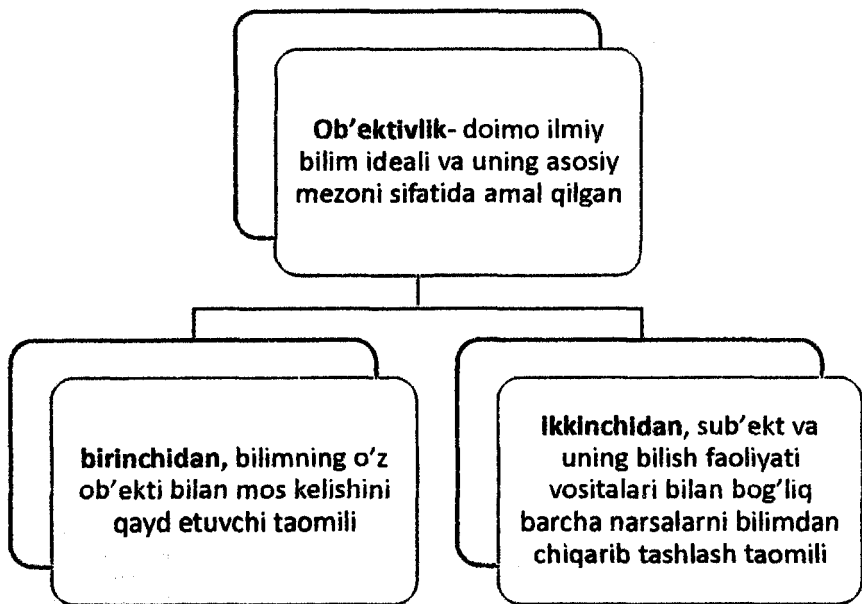 Ob’ektivlik- doimo ilmiy
bilim ideali va uning asosiy
mezoni sifatida amal qilgan
birinchidan, bilimning o‘z
ob’ekti bilan mos kelishini
qayd etuvchi taomili
ikkinchidan, sub’ekt va
uning bilish faoliyati
vositalari bilan bog‘liq
barcha narsalarni bilimdan
chiqarib tashlash taomili